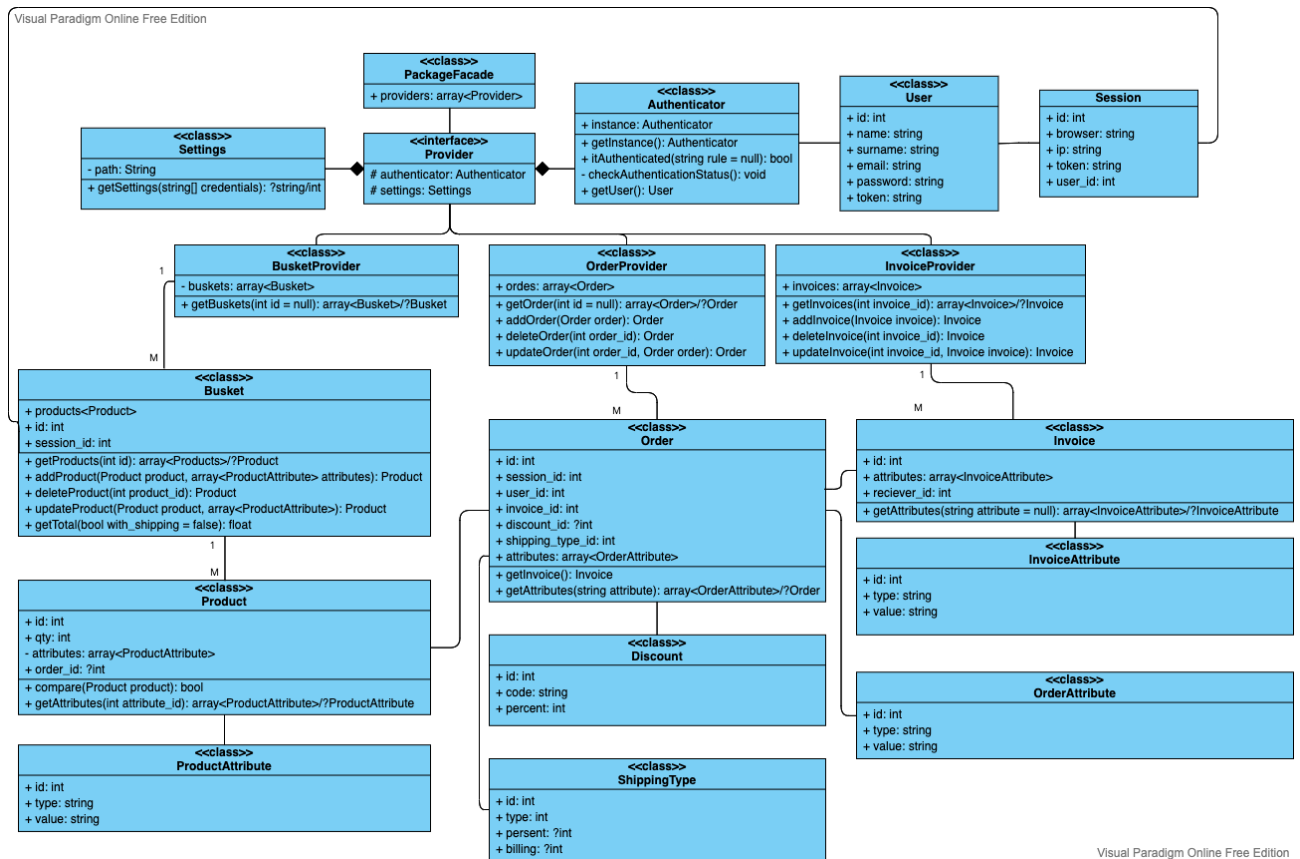 Visual Paradigm Online Free Edition
<<class>>
PackageFacade
+ providers: array<Provider>
<<class>>
Settings
- path: String
+ getSettings(string[] credentials): ?string/int
<<interface>>
Provider
# authenticator: Authenticator
# settings: Settings
<<class>>
Authenticator
+ instance: Authenticator
+ getInstance(): Authenticator
+ itAuthenticated(string rule = null): bool
- checkAuthenticationStatus(): void
+ getUser(): User
<<class>>
User
+ id: int
+ name: string
+ surname: string
+ email: string
+ password: string
+ token: string
Session
+ id: int
+ browser: string
+ ip: string
+ token: string
+ user_id: int
<<class>>
BusketProvider
- buskets: array<Busket>
+ getBuskets(int id = null): array<Busket>/?Busket
<<class>>
OrderProvider
+ ordes: array<Order>
+ getOrder(int id = null): array<Order>/?Order
+ addOrder(Order order): Order
+ deleteOrder(int order_id): Order
+ updateOrder(int order_id, Order order): Order
<<class>>
InvoiceProvider
+ invoices: array<Invoice>
+ getInvoices(int invoice_id): array<Invoice>/?Invoice
+ addInvoice(Invoice invoice): Invoice
+ deleteInvoice(int invoice_id): Invoice
+ updateInvoice(int invoice_id, Invoice invoice): Invoice
1
M
1
M
1
M
<<class>>
Busket
+ products<Product>
+ id: int
+ session_id: int
+ getProducts(int id): array<Products>/?Product
+ addProduct(Product product, array<ProductAttribute> attributes): Product
+ deleteProduct(int product_id): Product
+ updateProduct(Product product, array<ProductAttribute>): Product
+ getTotal(bool with_shipping = false): float
1
M
<<class>>
Order
+ id: int
+ session_id: int
+ user_id: int
+ invoice_id: int
+ discount_id: ?int
+ shipping_type_id: int
+ attributes: array<OrderAttribute>
+ getInvoice(): Invoice
+ getAttributes(string attribute): array<OrderAttribute>/?Order
<<class>>
Invoice
+ id: int
+ attributes: array<InvoiceAttribute>
+ reciever_id: int
+ getAttributes(string attribute = null): array<InvoiceAttribute>/?InvoiceAttribute
<<class>>
InvoiceAttribute
+ id: int
+ type: string
+ value: string
<<class>>
Product
+ id: int
+ qty: int
- attributes: array<ProductAttribute>
+ order_id: ?int
+ compare(Product product): bool
+ getAttributes(int attribute_id): array<ProductAttribute>/?ProductAttribute
<<class>>
Discount
+ id: int
+ code: string
+ percent: int
<<class>>
OrderAttribute
+ id: int
+ type: string
+ value: string
<<class>>
ProductAttribute
+ id: int
+ type: string
+ value: string
<<class>>
ShippingType
+ id: int
+ type: int
+ persent: ?int
+ billing: ?int
Visual Paradigm Online Free Edition